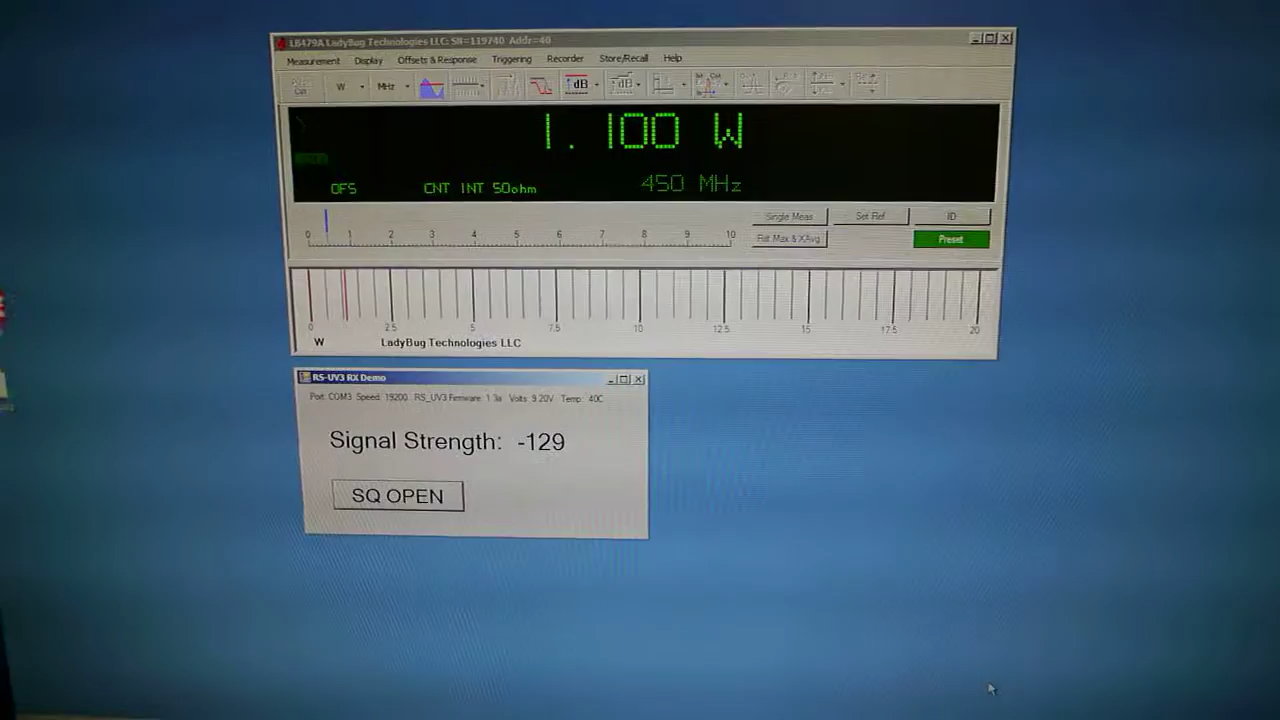 LB479A LadyBug Technologies LLC: SN=119740 Addr=40
Measurement Display Offsets & Response Triggering Recorder Store/Recall Help
W MHz dB dB
1.100 W
OFS CNT INT 50ohm 450 MHz
Single Meas Set Ref ID
0 1 2 3 4 5 6 7 8 9 10
Rst Max & XAvg Preset
0 2.5 5 7.5 10 12.5 15 17.5 20
W LadyBug Technologies LLC
RS-UV3 RX Demo
Port: COM3 Speed: 19200 RS_UV3 Firmware: 1.3a Volts: 9.20V Temp: 40C
Signal Strength: -129
SQ OPEN